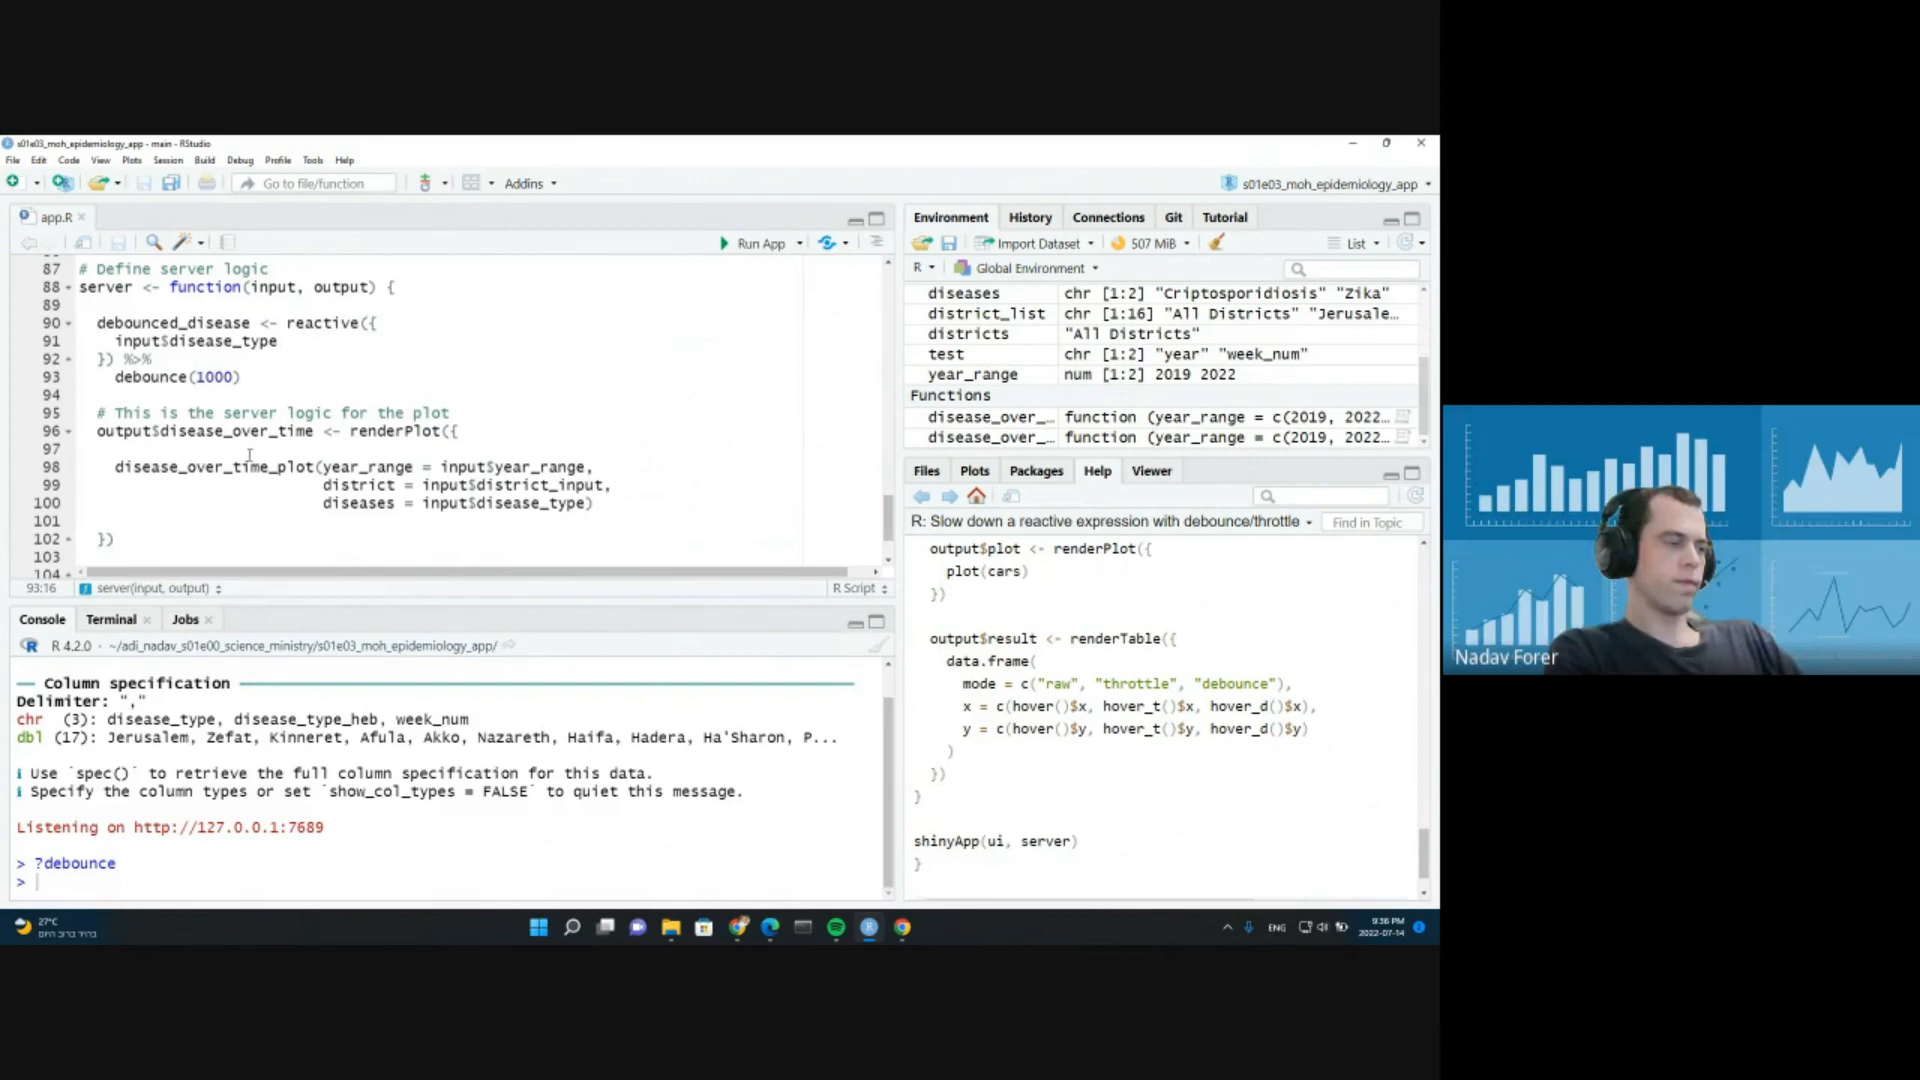 s01e03_moh_epidemiology_app - main - RStudio
File Edit Code View Plots Session Build Debug Profile Tools Help
Go to file/function
Addins
s01e03_moh_epidemiology_app
app.R
Run App
87 # Define server logic
88 server <- function(input, output) {
89
90 debounced_disease <- reactive({
91 input$disease_type
92 }) %>%
93 debounce(1000)
94
95 # This is the server logic for the plot
96 output$disease_over_time <- renderPlot({
97
98 disease_over_time_plot(year_range = input$year_range,
99 district = input$district_input,
100 diseases = input$disease_type)
101
102 })
103
104
93:16 server(input, output) R Script
Console Terminal Jobs
R 4.2.0 · ~/adi_nadav_s01e00_science_ministry/s01e03_moh_epidemiology_app/
Column specification
Delimiter: ","
chr (3): disease_type, disease_type_heb, week_num
dbl (17): Jerusalem, Zefat, Kinneret, Afula, Akko, Nazareth, Haifa, Hadera, Ha'Sharon, P...
i Use `spec()` to retrieve the full column specification for this data.
i Specify the column types or set `show_col_types = FALSE` to quiet this message.
Listening on http://127.0.0.1:7689
> ?debounce
>
Environment History Connections Git Tutorial
Import Dataset 507 MiB List
R Global Environment
diseases chr [1:2] "Criptosporidiosis" "Zika"
district_list chr [1:16] "All Districts" "Jerusale…
districts "All Districts"
test chr [1:2] "year" "week_num"
year_range num [1:2] 2019 2022
Functions
disease_over_… function (year_range = c(2019, 2022…
disease_over_… function (year_range = c(2019, 2022…
Files Plots Packages Help Viewer
R: Slow down a reactive expression with debounce/throttle Find in Topic
output$plot <- renderPlot({
plot(cars)
})
output$result <- renderTable({
data.frame(
mode = c("raw", "throttle", "debounce"),
x = c(hover()$x, hover_t()$x, hover_d()$x),
y = c(hover()$y, hover_t()$y, hover_d()$y)
)
})
}
shinyApp(ui, server)
}
Nadav Forer
27°C
ENG
9:36 PM
2022-07-14